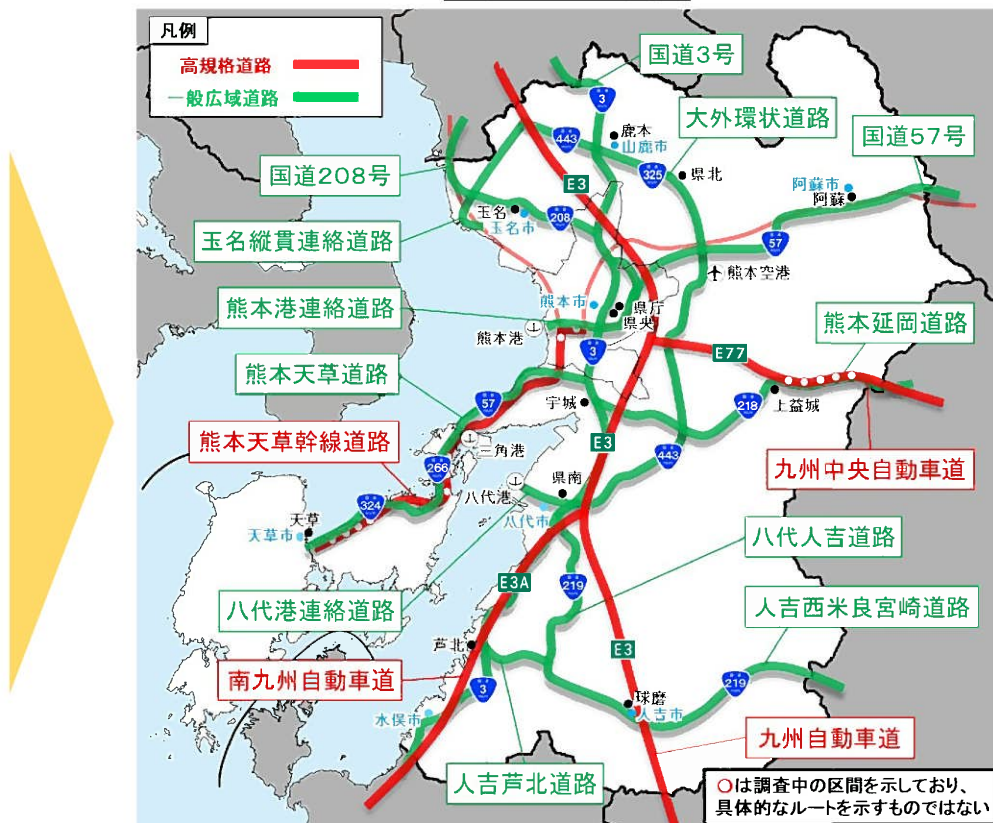 凡例
高規格道路
一般広域道路
国道3号
大外環状道路
国道57号
国道208号
玉名縦貫連絡道路
熊本港連絡道路
熊本天草道路
熊本天草幹線道路
八代港連絡道路
南九州自動車道
人吉芦北道路
熊本延岡道路
九州中央自動車道
八代人吉道路
人吉西米良宮崎道路
九州自動車道
3
鹿本
山鹿市
443
325
県北
E3
阿蘇市
阿蘇
玉名
玉名市
208
57
熊本空港
熊本市
県庁
県央
熊本港
3
E77
57
宇城
218
上益城
E3
三角港
266
443
県南
八代港
八代市
324
天草
天草市
219
E3A
E3
芦北
3
水俣市
球磨
人吉市
219
○は調査中の区間を示しており、
具体的なルートを示すものではない